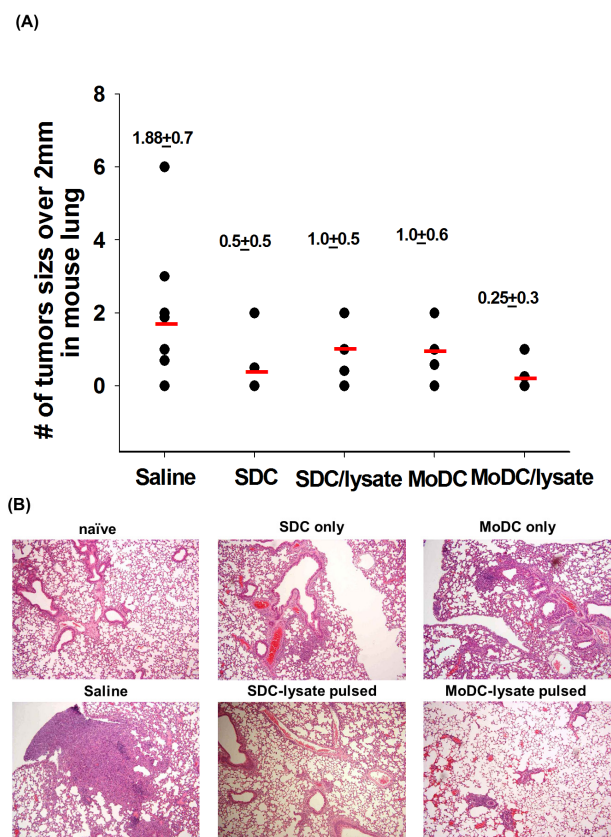 (A)
# of tumors sizs over 2mm
in mouse lung
8
6
4
2
0
1.88±0.7
0.5±0.5
1.0±0.5
1.0±0.6
0.25±0.3
Saline SDC SDC/lysate MoDC MoDC/lysate
(B)
naïve SDC only MoDC only
Saline SDC-lysate pulsed MoDC-lysate pulsed